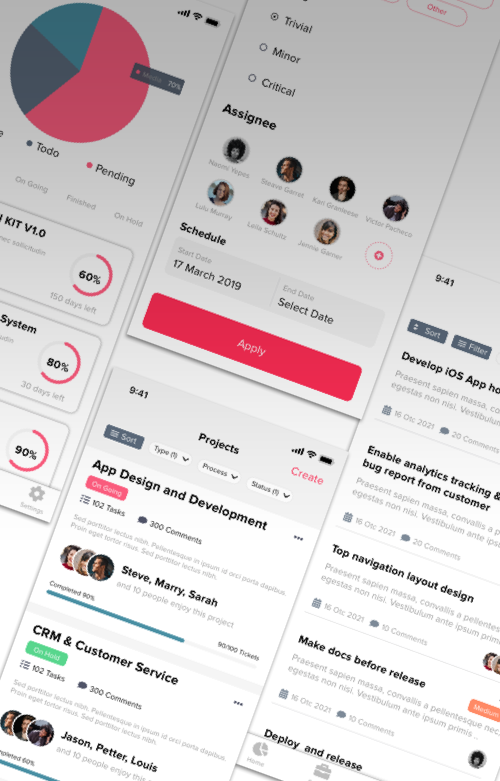 Media 70%
Todo
Pending
On Going
Finished
On Hold
KIT V1.0
nec solicitudin
60%
150 days left
System
80%
30 days left
90%
Settings
Other
Trivial
Minor
Critical
Assignee
Naomi Yepes
Steave Garret
Kari Granleese
Victor Pacheco
Lulu Murray
Leila Schultz
Jennie Garner
Schedule
Start Date
17 March 2019
End Date
Select Date
Apply
9:41
Projects
Create
Sort
Type (1)
Process
Status (1)
App Design and Development
On Going
102 Tasks
300 Comments
Sed porttitor lectus nibh. Pellentesque in ipsum id orci porta dapibus.
Proin eget tortor risus. Sed porttitor lectus nibh.
Steve, Marry, Sarah
and 10 people enjoy this project
Completed 90%
90/100 Tickets
CRM & Customer Service
On Hold
102 Tasks
300 Comments
Sed porttitor lectus nibh. Pellentesque in ipsum id orci porta dapibus.
Proin eget tortor risus. Sed porttitor lectus nibh.
Jason, Petter, Louis
and 10 people enjoy this
Completed 60%
9:41
Sort
Filter
Develop iOS App ho
Praesent sapien massa, conv
egestas non nisi. Vestibulum
16 Otc 2021
20 Comments
Enable analytics tracking &
bug report from customer
Praesent sapien massa, convallis a p
egestas non nisi. Vestibulum ante ip
16 Otc 2021
20 Comments
Top navigation layout design
Praesent sapien massa, convallis a pellentes
egestas non nisi. Vestibulum ante ipsum primi
16 Otc 2021
10 Comments
Make docs before release
Praesent sapien massa, convallis a pellentesque nec,
egestas non nisi. Vestibulum ante ipsum primis
Medium
16 Otc 2021
10 Comments
Deploy and release
Home